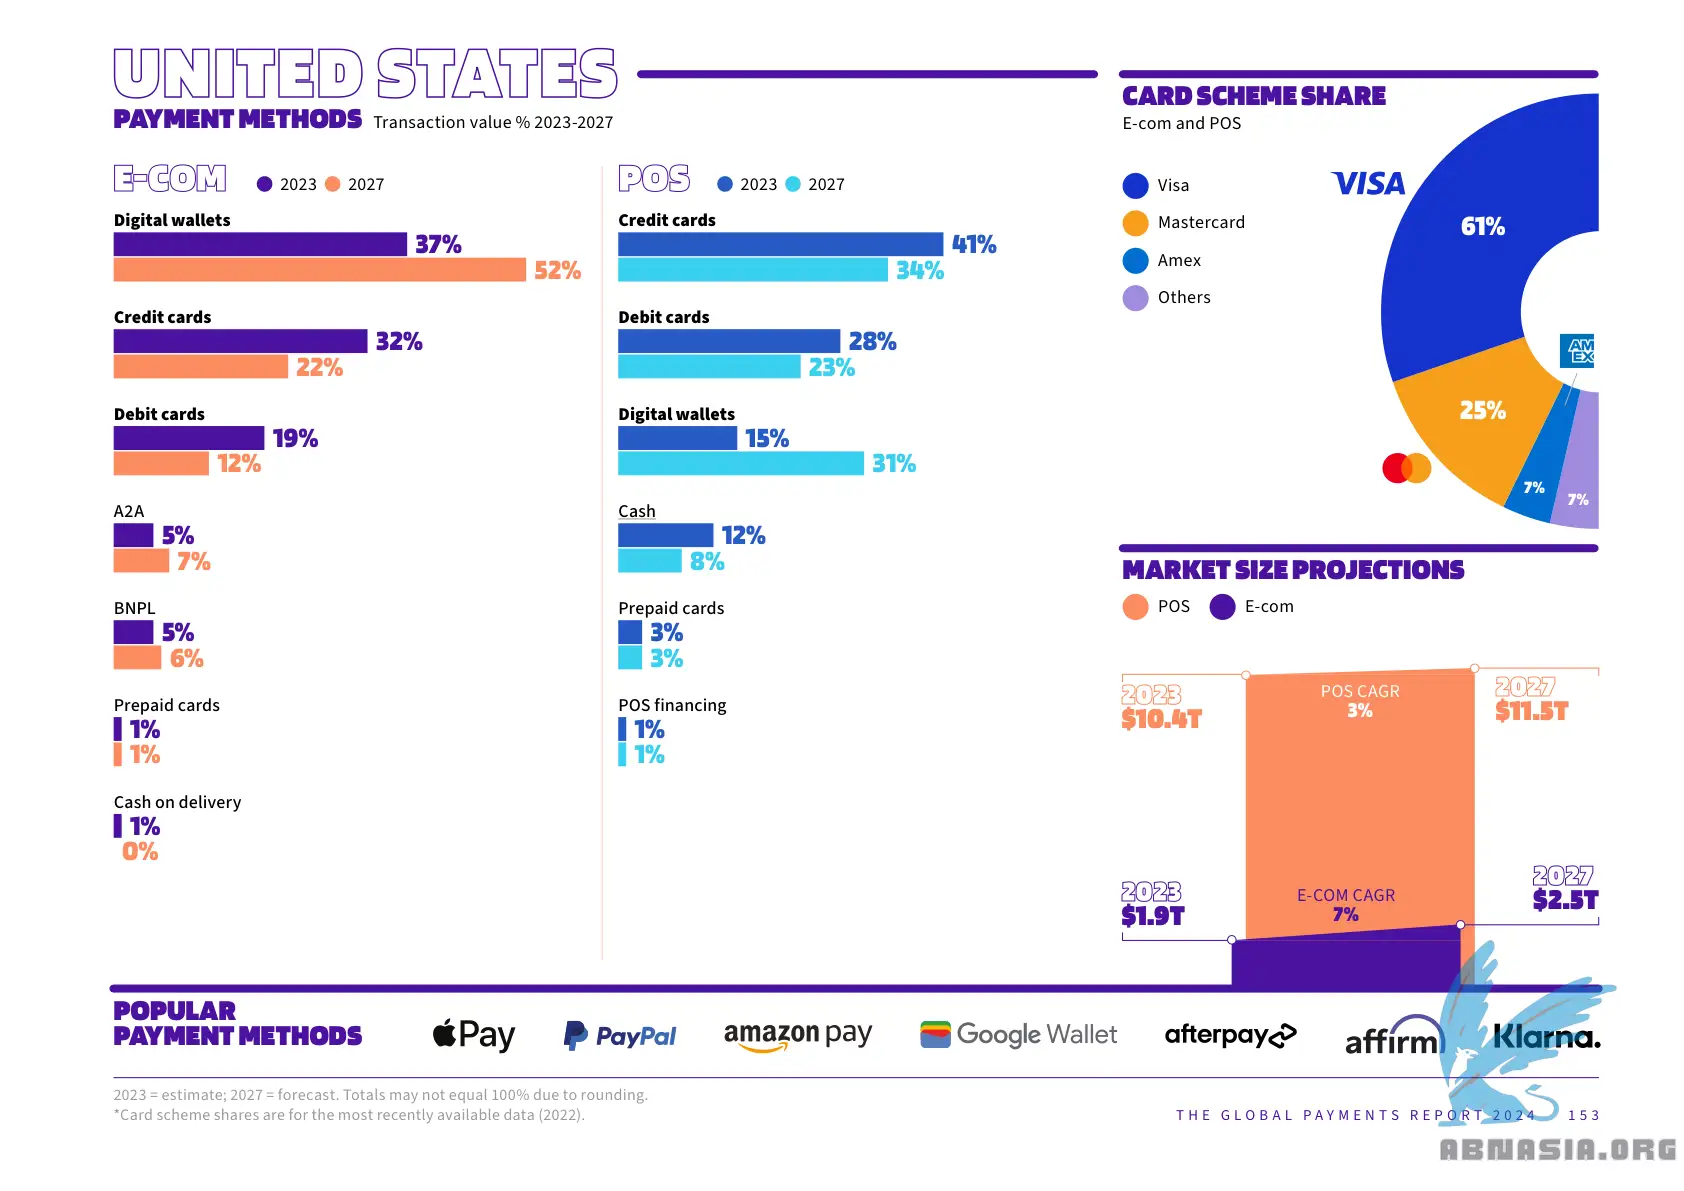 UNITED STATES
PAYMENT METHODS Transaction value % 2023-2027
E-COM 2023 2027
Digital wallets
37%
52%
Credit cards
32%
22%
Debit cards
19%
12%
A2A
5%
7%
BNPL
5%
6%
Prepaid cards
1%
1%
Cash on delivery
1%
0%
POS 2023 2027
Credit cards
41%
34%
Debit cards
28%
23%
Digital wallets
15%
31%
Cash
12%
8%
Prepaid cards
3%
3%
POS financing
1%
1%
CARD SCHEME SHARE
E-com and POS
Visa
Mastercard
Amex
Others
VISA
61%
AM
EX
25%
7%
7%
MARKET SIZE PROJECTIONS
POS E-com
2023
$10.4T
POS CAGR
3%
2027
$11.5T
2023
$1.9T
E-COM CAGR
7%
2027
$2.5T
POPULAR
PAYMENT METHODS
Pay
PayPal
amazon pay
Google Wallet
afterpay
affirm
Klarna.
2023 = estimate; 2027 = forecast. Totals may not equal 100% due to rounding.
*Card scheme shares are for the most recently available data (2022).
THE GLOBAL PAYMENTS REPORT 2024 153
ABNASIA.ORG